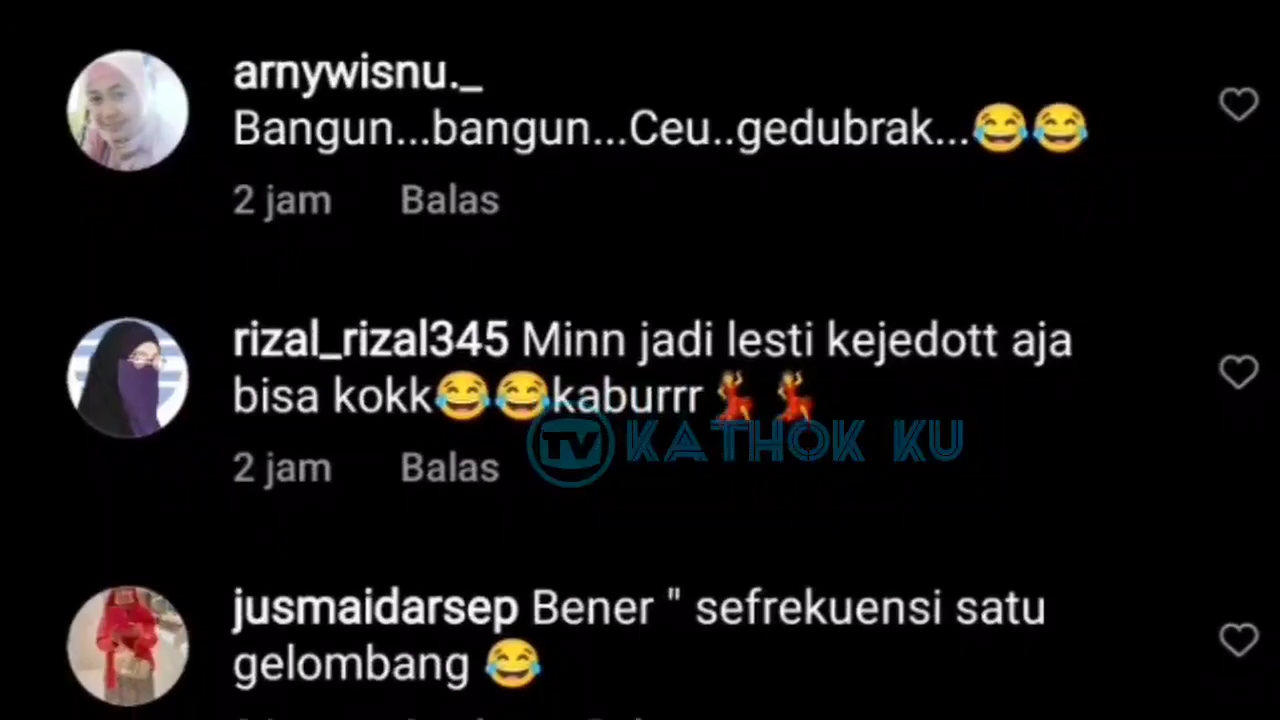 arnywisnu._
Bangun...bangun...Ceu..gedubrak...😂😂
2 jam Balas
rizal_rizal345 Minn jadi lesti kejedott aja
bisa kokk😂😂kaburrr💃💃
TV KATHOK KU
2 jam Balas
jusmaidarsep Bener " sefrekuensi satu
gelombang 😂